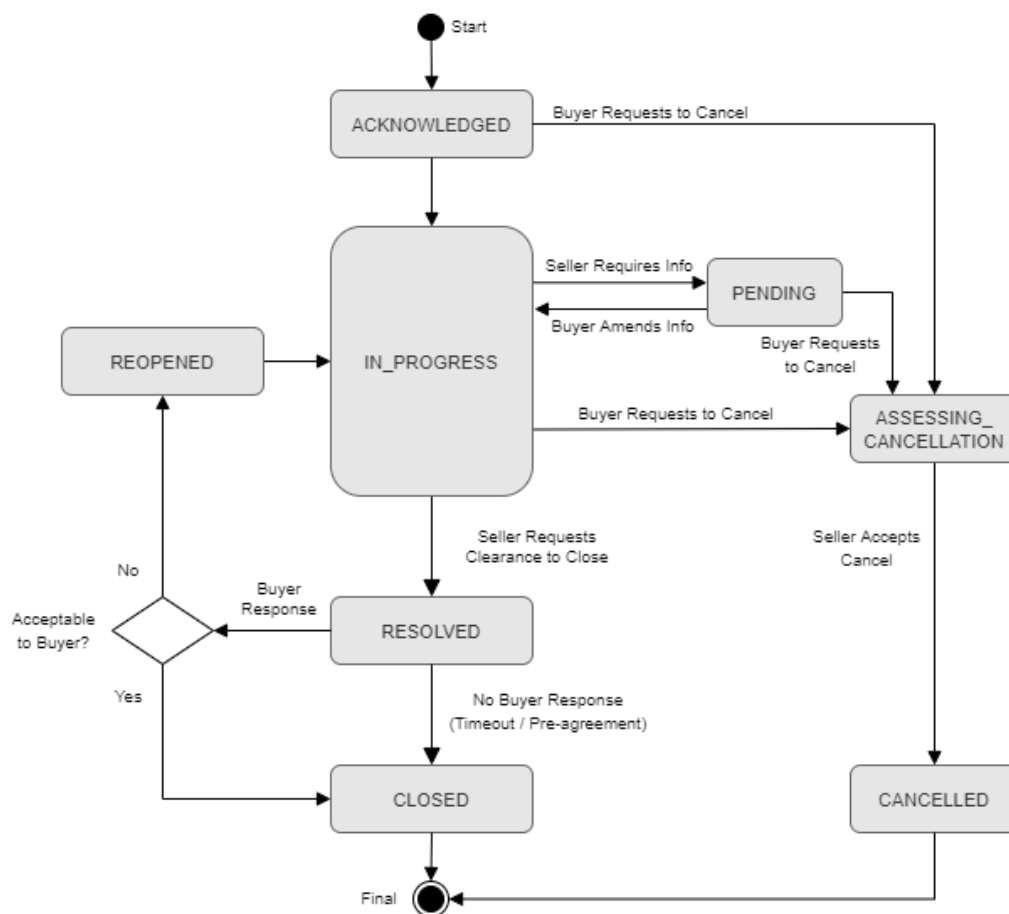 Start
ACKNOWLEDGED
Buyer Requests to Cancel
Seller Requires Info
PENDING
Buyer Amends Info
Buyer Requests
to Cancel
REOPENED
IN_PROGRESS
Buyer Requests to Cancel
ASSESSING_
CANCELLATION
Seller Requests
Clearance to Close
Seller Accepts
Cancel
No
Buyer
Response
Acceptable
to Buyer?
RESOLVED
Yes
No Buyer Response
(Timeout / Pre-agreement)
CLOSED
CANCELLED
Final